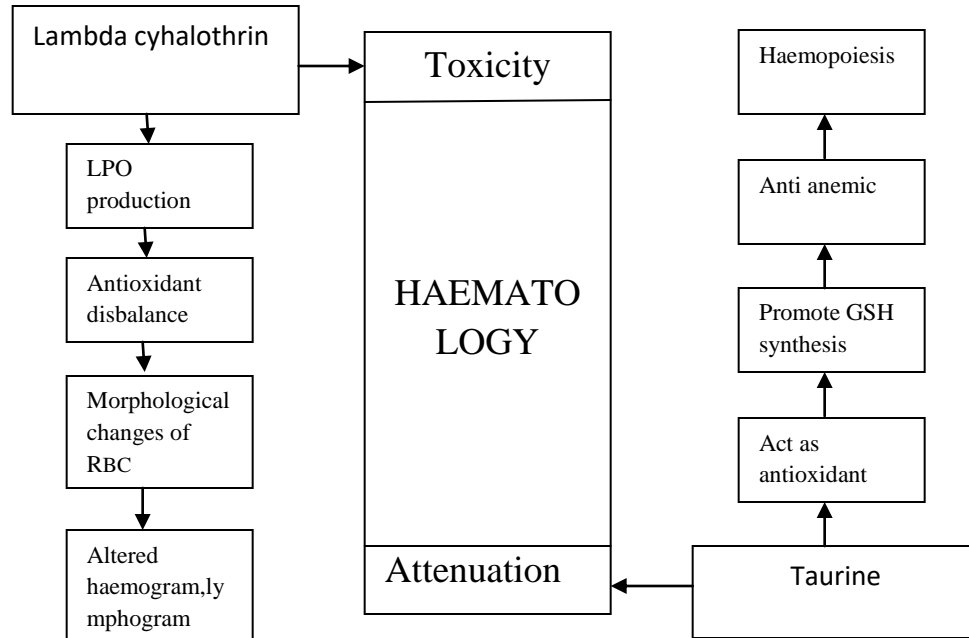 Lambda cyhalothrin
LPO
production
Antioxidant
disbalance
Morphological
changes of
RBC
Altered
haemogram,ly
mphogram
Toxicity
HAEMATO
LOGY
Attenuation
Haemopoiesis
Anti anemic
Promote GSH
synthesis
Act as
antioxidant
Taurine